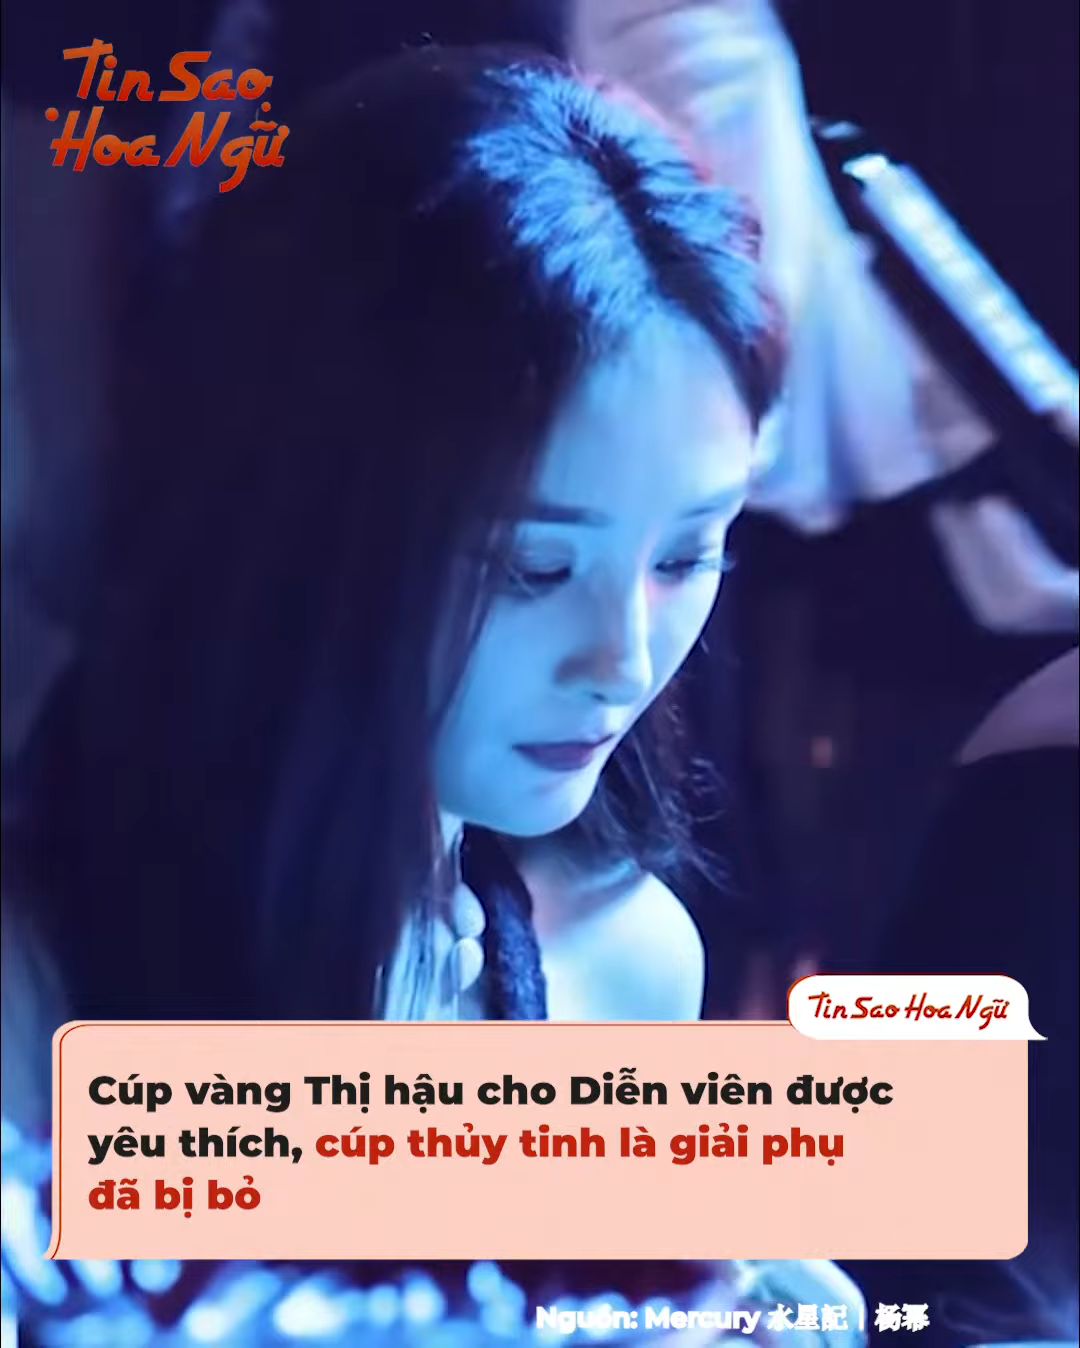 Tin Sao
Hoa Ngữ
Tin Sao Hoa Ngữ
Cúp vàng Thị hậu cho Diễn viên được
yêu thích, cúp thủy tinh là giải phụ
đã bị bỏ
Nguồn: Mercury 水星記 | 杨幂